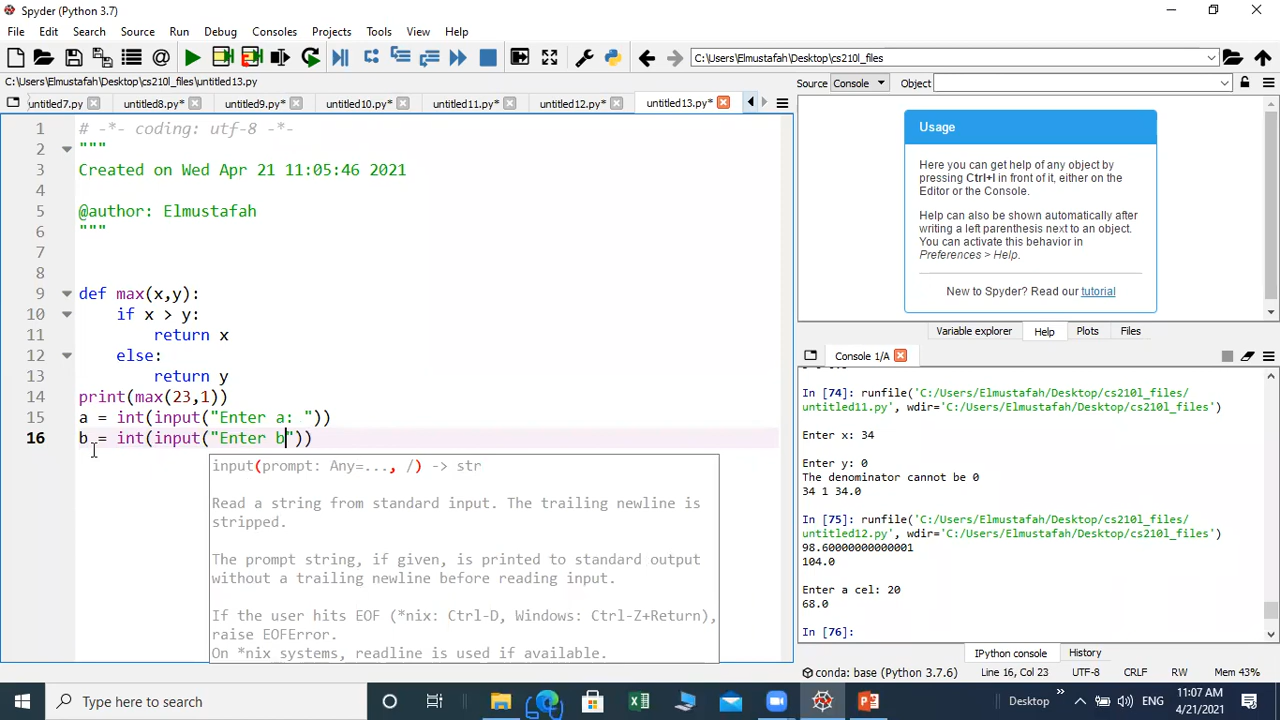 Spyder (Python 3.7)
File Edit Search Source Run Debug Consoles Projects Tools View Help
C:\Users\Elmustafah\Desktop\cs210l_files
C:\Users\Elmustafah\Desktop\cs210l_files\untitled13.py
Source Console Object
untitled7.py untitled8.py* untitled9.py* untitled10.py* untitled11.py* untitled12.py* untitled13.py*
1 # -*- coding: utf-8 -*-
2 """
3 Created on Wed Apr 21 11:05:46 2021
4
5 @author: Elmustafah
6 """
7
8
9 def max(x,y):
10 if x > y:
11 return x
12 else:
13 return y
14 print(max(23,1))
15 a = int(input("Enter a: "))
16 b = int(input("Enter b"))
input(prompt: Any=..., /) -> str
Read a string from standard input. The trailing newline is
stripped.
The prompt string, if given, is printed to standard output
without a trailing newline before reading input.
If the user hits EOF (*nix: Ctrl-D, Windows: Ctrl-Z+Return),
raise EOFError.
On *nix systems, readline is used if available.
Usage
Here you can get help of any object by
pressing Ctrl+I in front of it, either on the
Editor or the Console.
Help can also be shown automatically after
writing a left parenthesis next to an object.
You can activate this behavior in
Preferences > Help.
New to Spyder? Read our tutorial
Variable explorer Help Plots Files
Console 1/A
In [74]: runfile('C:/Users/Elmustafah/Desktop/cs210l_files/
untitled11.py', wdir='C:/Users/Elmustafah/Desktop/cs210l_files')
Enter x: 34
Enter y: 0
The denominator cannot be 0
34 1 34.0
In [75]: runfile('C:/Users/Elmustafah/Desktop/cs210l_files/
untitled12.py', wdir='C:/Users/Elmustafah/Desktop/cs210l_files')
98.60000000000001
104.0
Enter a cel: 20
68.0
In [76]:
IPython console History
conda: base (Python 3.7.6) Line 16, Col 23 UTF-8 CRLF RW Mem 43%
Type here to search
Desktop ENG
11:07 AM
4/21/2021